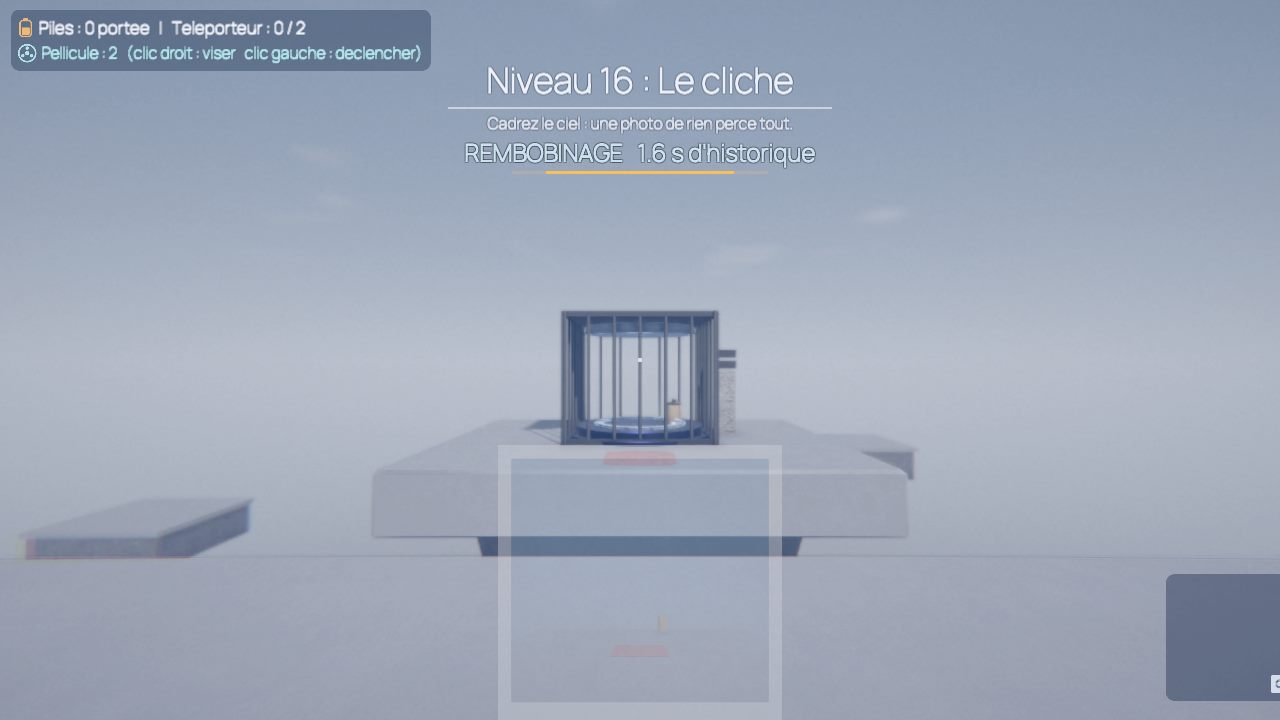 Piles : 0 portee | Teleporteur : 0 / 2
Pellicule : 2 (clic droit : viser clic gauche : declencher)
Niveau 16 : Le cliche
Cadrez le ciel : une photo de rien perce tout.
REMBOBINAGE 1.6 s d'historique